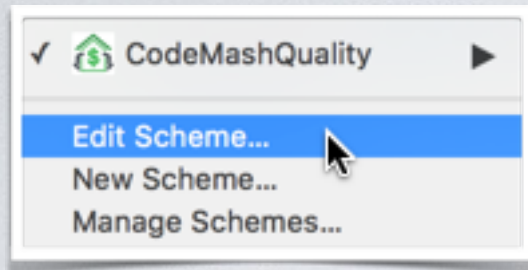 ✓ CodeMashQuality ▶
Edit Scheme...
New Scheme...
Manage Schemes...